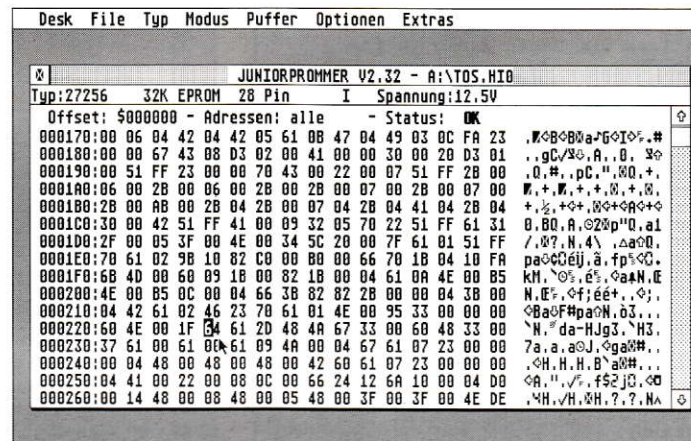 Desk File Typ Modus Puffer Optionen Extras
JUNIORPROMMER V2.32 - A:\TOS.HI0
Typ:27256 32K EPROM 28 Pin I Spannung:12.5V
Offset: $000000 - Adressen: alle - Status: OK
000170:00 06 04 42 04 42 05 61 0B 47 04 49 03 0C FA 23
000180:00 00 67 43 08 D3 02 00 41 00 00 30 00 20 D3 01
000190:00 51 FF 23 00 00 70 43 00 22 00 07 51 FF 2B 00
0001A0:06 00 2B 00 06 00 2B 00 2B 00 07 00 2B 00 07 00
0001B0:2B 00 AB 00 2B 04 2B 00 07 04 2B 04 41 04 2B 04
0001C0:30 00 42 51 FF 41 00 09 32 05 70 22 51 FF 61 31
0001D0:2F 00 05 3F 00 4E 00 34 5C 20 00 7F 61 01 51 FF
0001E0:70 61 02 9B 10 82 C0 00 B0 00 66 70 1B 04 10 FA
0001F0:6B 4D 00 60 09 1B 00 82 1B 00 04 61 0A 4E 00 B5
000200:4E 00 B5 0C 00 04 66 3B 82 82 2B 00 00 04 3B 00
000210:04 42 61 02 46 23 70 61 01 4E 00 95 33 00 00 00
000220:60 4E 00 1F 64 61 2D 48 4A 67 33 00 60 48 33 00
000230:37 61 00 61 00 61 09 4A 00 04 67 61 07 23 00 00
000240:00 04 48 00 48 00 48 00 42 60 61 07 23 00 00 00
000250:04 41 00 22 00 08 0C 00 66 24 12 6A 10 00 04 D0
000260:00 14 48 00 08 48 00 05 48 00 3F 00 3F 00 4E DE